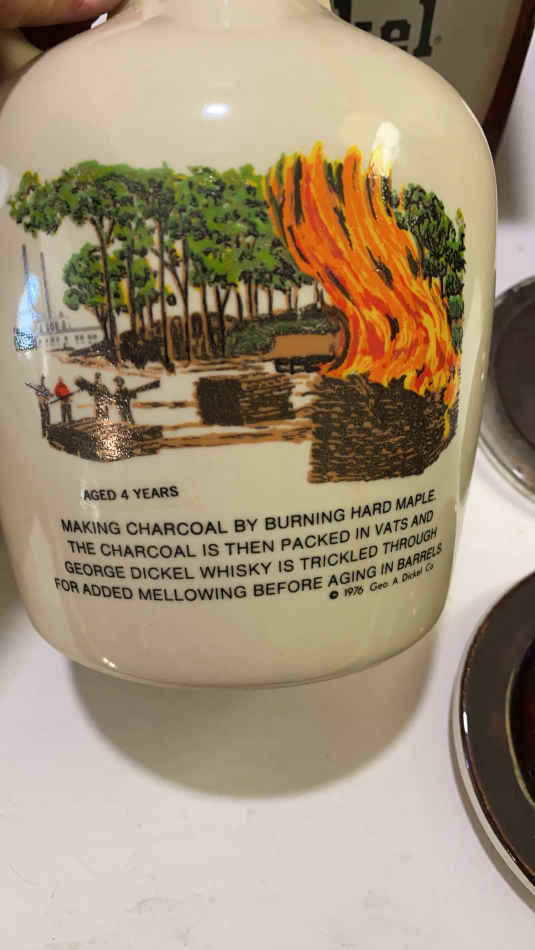 AGED 4 YEARS
MAKING CHARCOAL BY BURNING HARD MAPLE.
THE CHARCOAL IS THEN PACKED IN VATS AND
GEORGE DICKEL WHISKY IS TRICKLED THROUGH
FOR ADDED MELLOWING BEFORE AGING IN BARRELS
© 1976 Geo. A. Dickel Co.